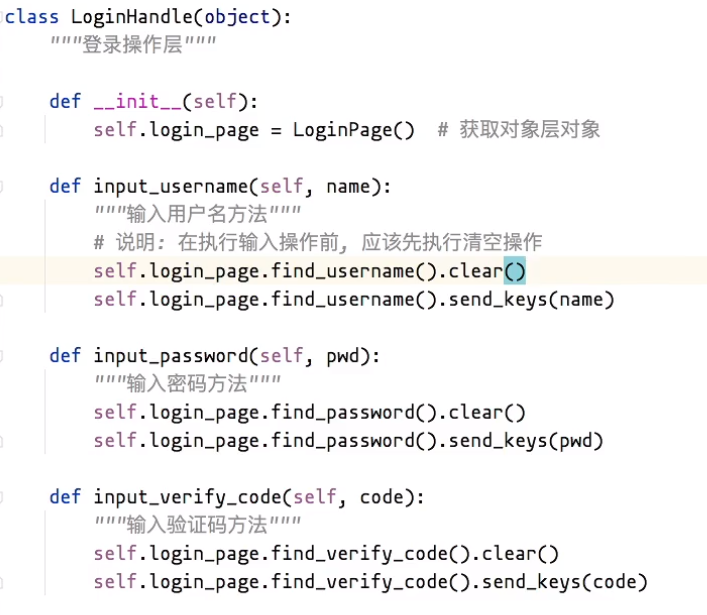 class LoginHandle(object):
    """登录操作层"""
    def __init__(self):
        self.login_page = LoginPage()  # 获取对象层对象
    def input_username(self, name):
        """输入用户名方法"""
        # 说明: 在执行输入操作前, 应该先执行清空操作
        self.login_page.find_username().clear()
        self.login_page.find_username().send_keys(name)
    def input_password(self, pwd):
        """输入密码方法"""
        self.login_page.find_password().clear()
        self.login_page.find_password().send_keys(pwd)
    def input_verify_code(self, code):
        """输入验证码方法"""
        self.login_page.find_verify_code().clear()
        self.login_page.find_verify_code().send_keys(code)